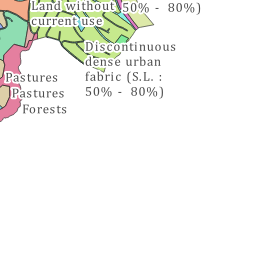 Land without
current use
50% - 80%)
Discontinuous
dense urban
fabric (S.L. :
50% - 80%)
Pastures
Pastures
Forests